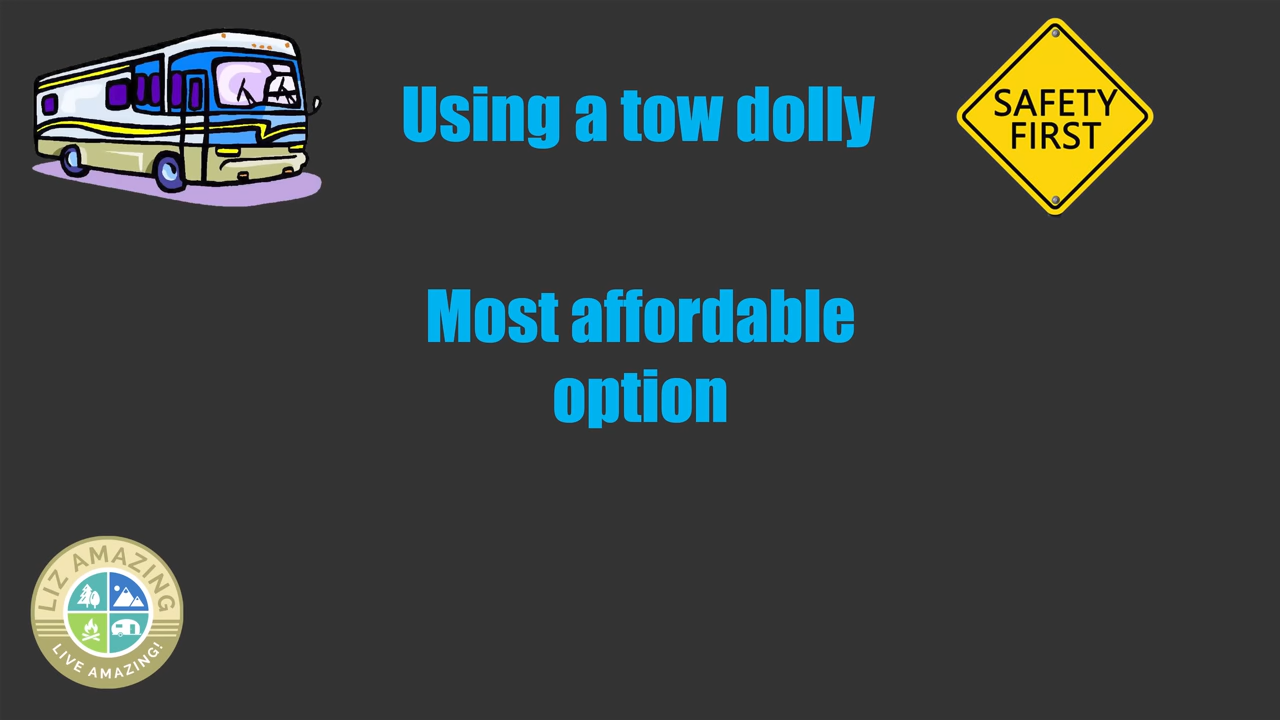 Using a tow dolly
SAFETY
FIRST
Most affordable
option
LIZ AMAZING
LIVE AMAZING!